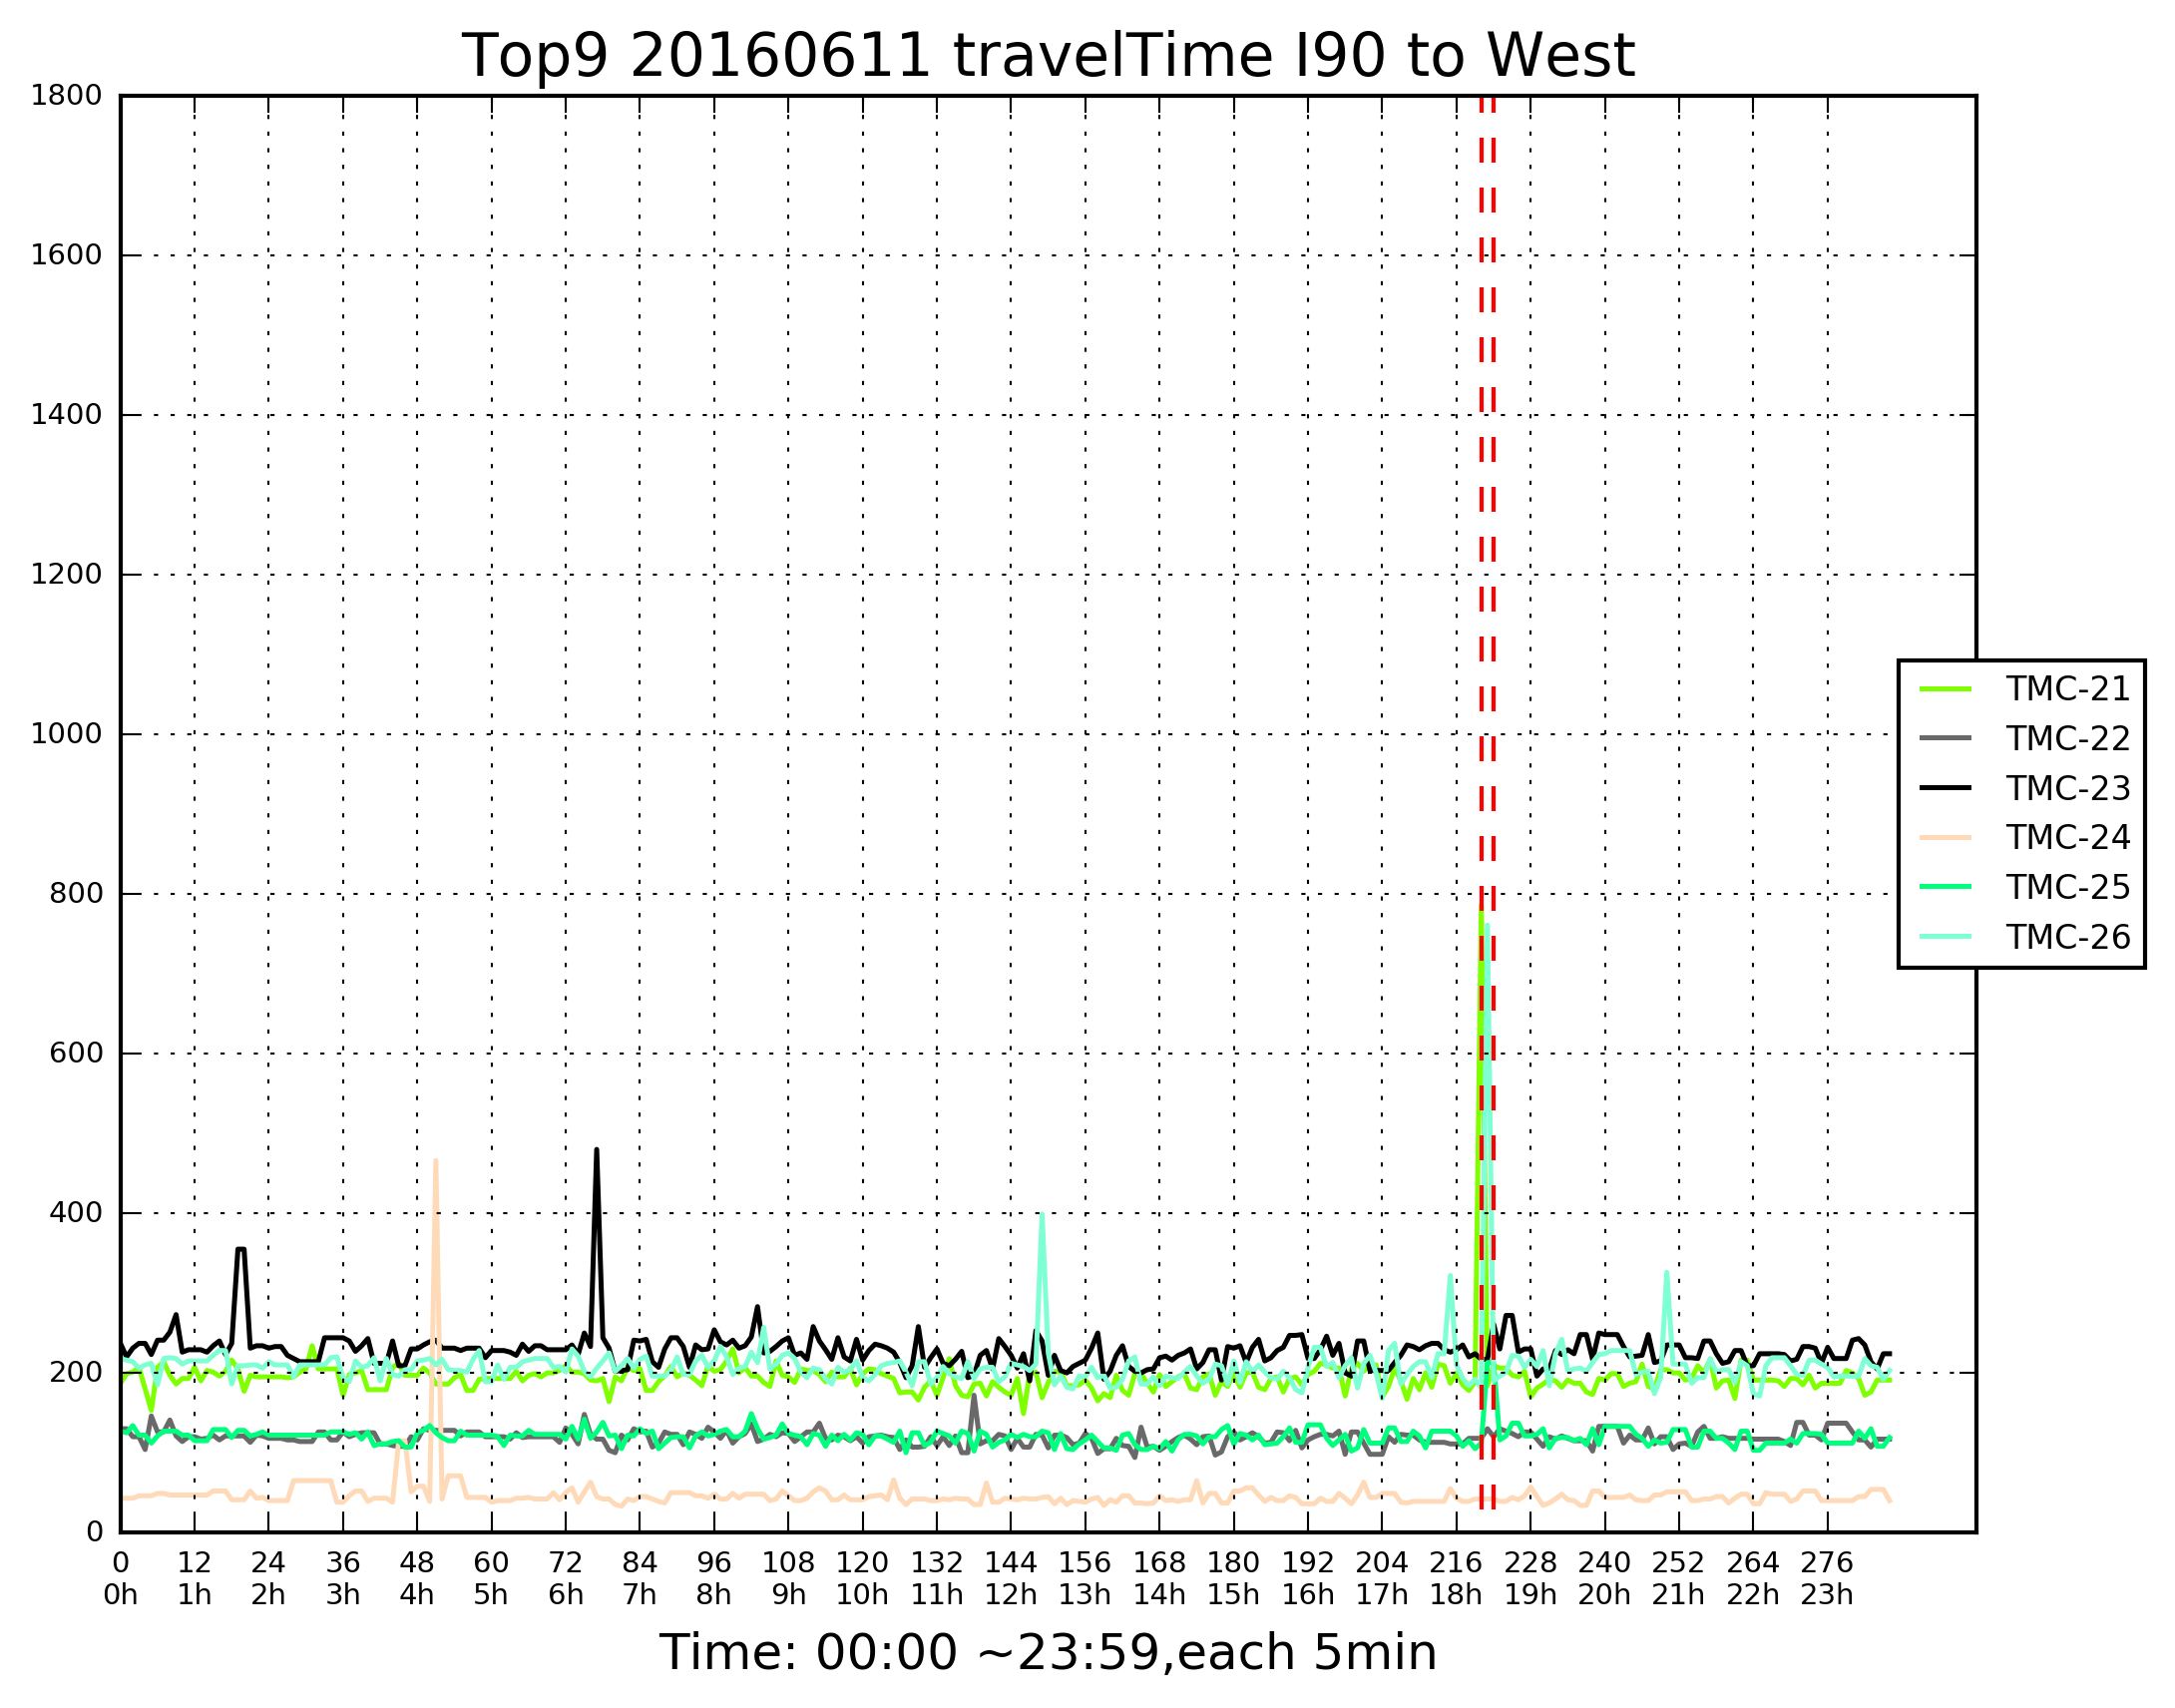 Top9 20160611 travelTime I90 to West
1800
1600
1400
1200
1000
800
600
400
200
0
TMC-21
TMC-22
TMC-23
TMC-24
TMC-25
TMC-26
0 12 24 36 48 60 72 84 96 108 120 132 144 156 168 180 192 204 216 228 240 252 264 276
0h 1h 2h 3h 4h 5h 6h 7h 8h 9h 10h 11h 12h 13h 14h 15h 16h 17h 18h 19h 20h 21h 22h 23h
Time: 00:00 ~23:59,each 5min